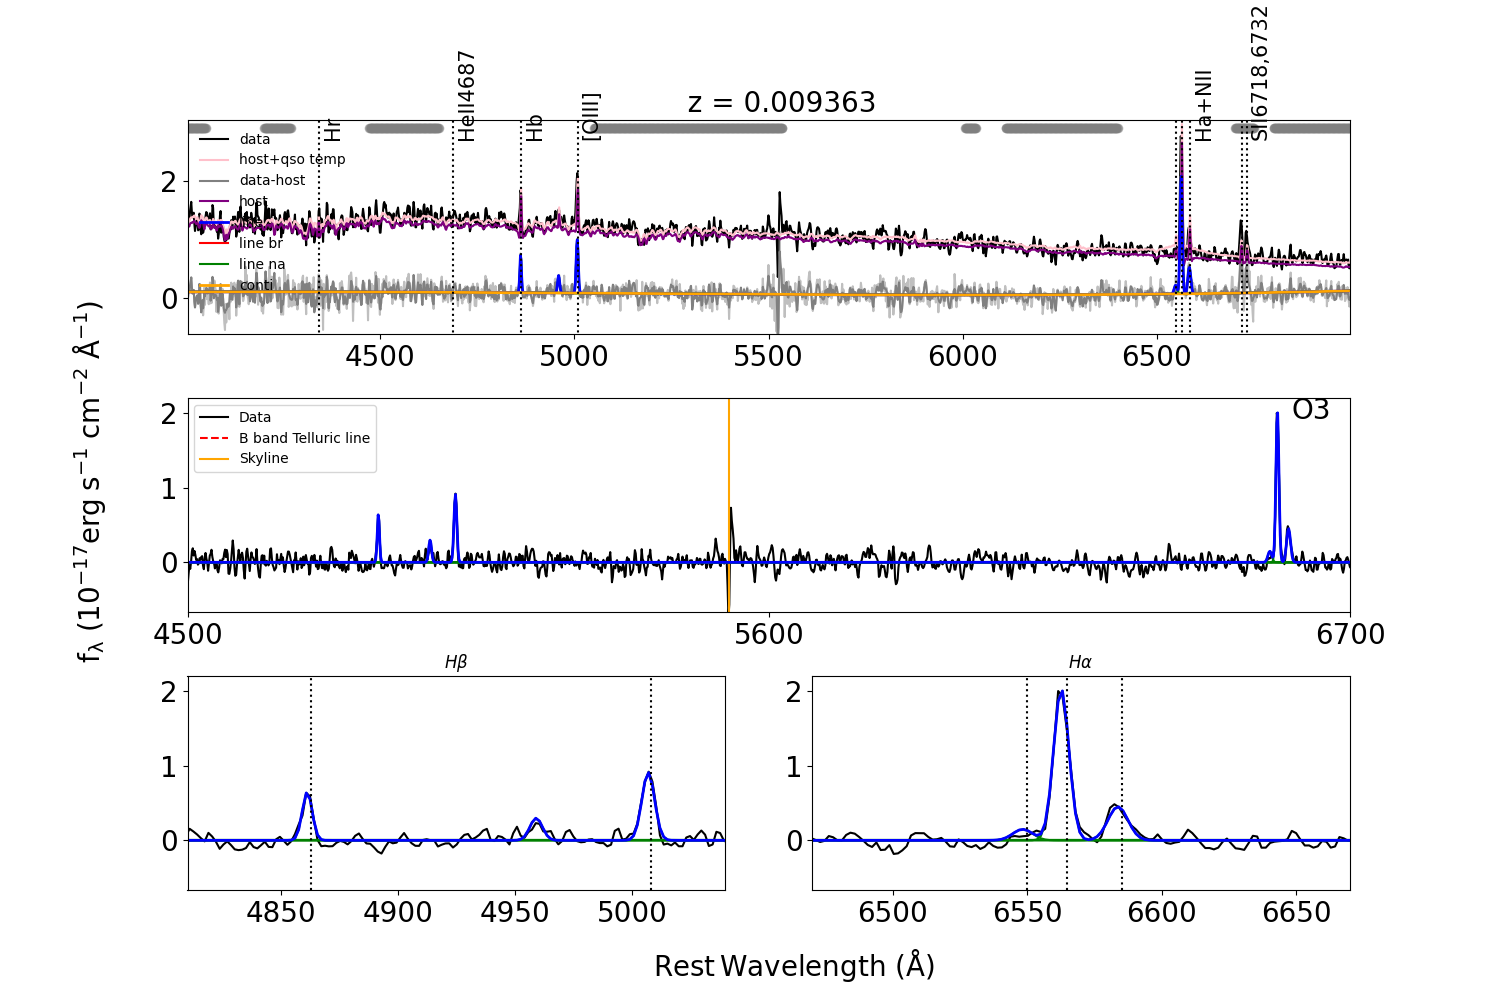 z = 0.009363
Hr
HeII4687
Hb
[OIII]
Ha+NII
SII6718,6732
data
host+qso temp
data-host
host
line br
line na
conti
2
0
4500 5000 5500 6000 6500
fλ (10⁻¹⁷erg s⁻¹ cm⁻² Å⁻¹)
Data
B band Telluric line
Skyline
O3
2
1
0
4500 5600 6700
Hβ
2
1
0
4850 4900 4950 5000
Hα
2
1
0
6500 6550 6600 6650
Rest Wavelength (Å)